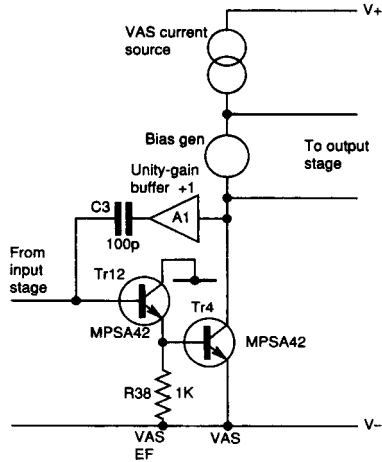 V+
VAS current
source
Bias gen
To output
stage
Unity-gain
buffer +1
C3
A1
100p
From
input
stage
Tr12
Tr4
MPSA42
MPSA42
R38
1K
V−
VAS
EF
VAS